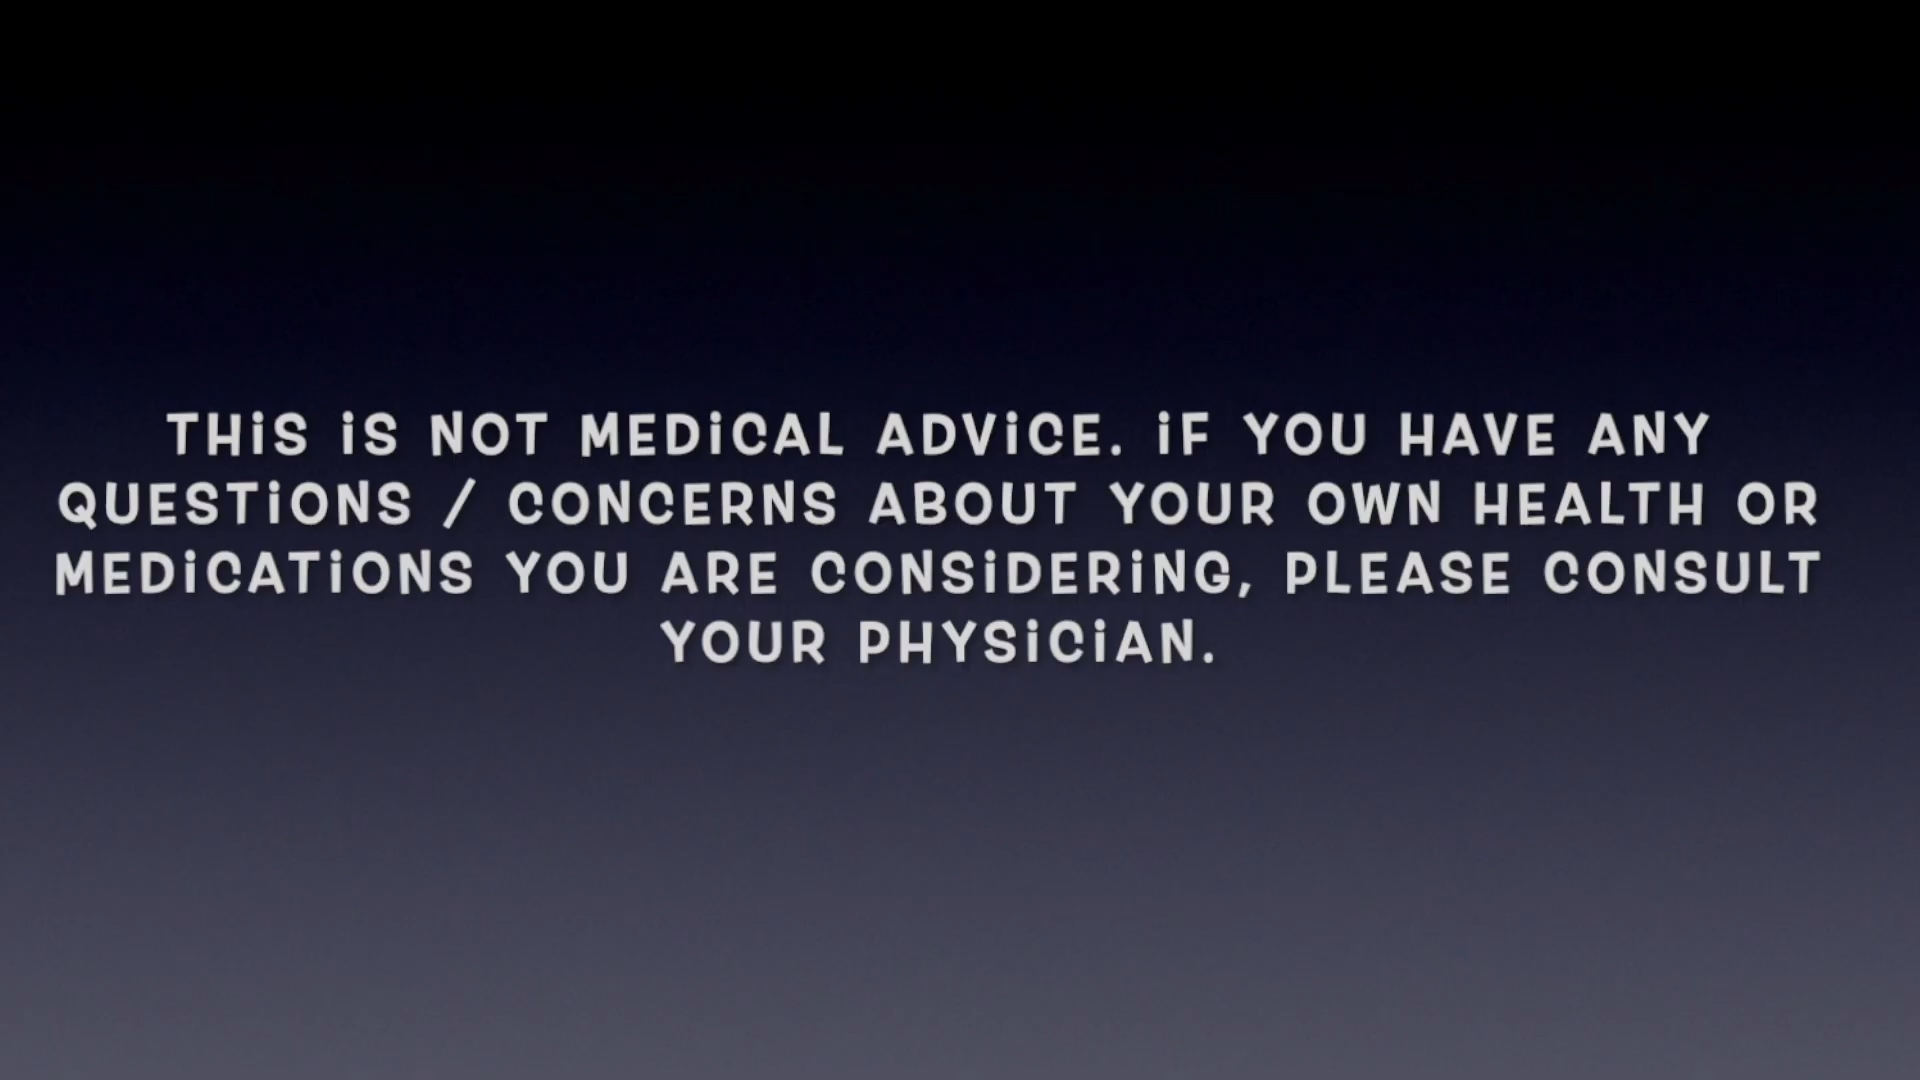 THiS iS NOT MEDiCAL ADViCE. iF YOU HAVE ANY
QUESTiONS / CONCERNS ABOUT YOUR OWN HEALTH OR
MEDiCATiONS YOU ARE CONSiDERiNG, PLEASE CONSULT
YOUR PHYSiCiAN.